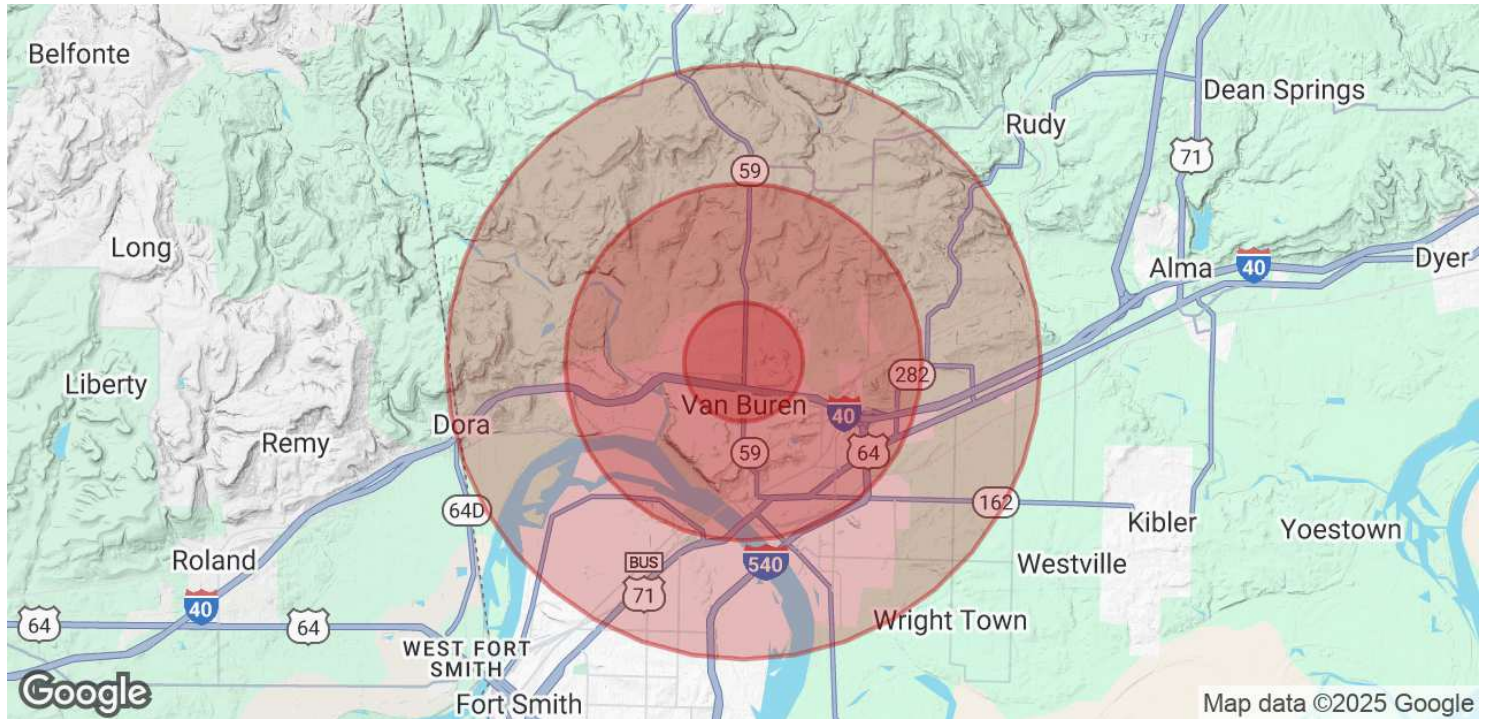 Belfonte
Dean Springs
Rudy
71
59
Long
Alma
40
Dyer
Liberty
282
Van Buren
40
Dora
Remy
59
64
64D
162
Kibler
Yoestown
Roland
BUS
71
540
Westville
40
64
64
Wright Town
WEST FORT
SMITH
Google
Fort Smith
Map data ©2025 Google